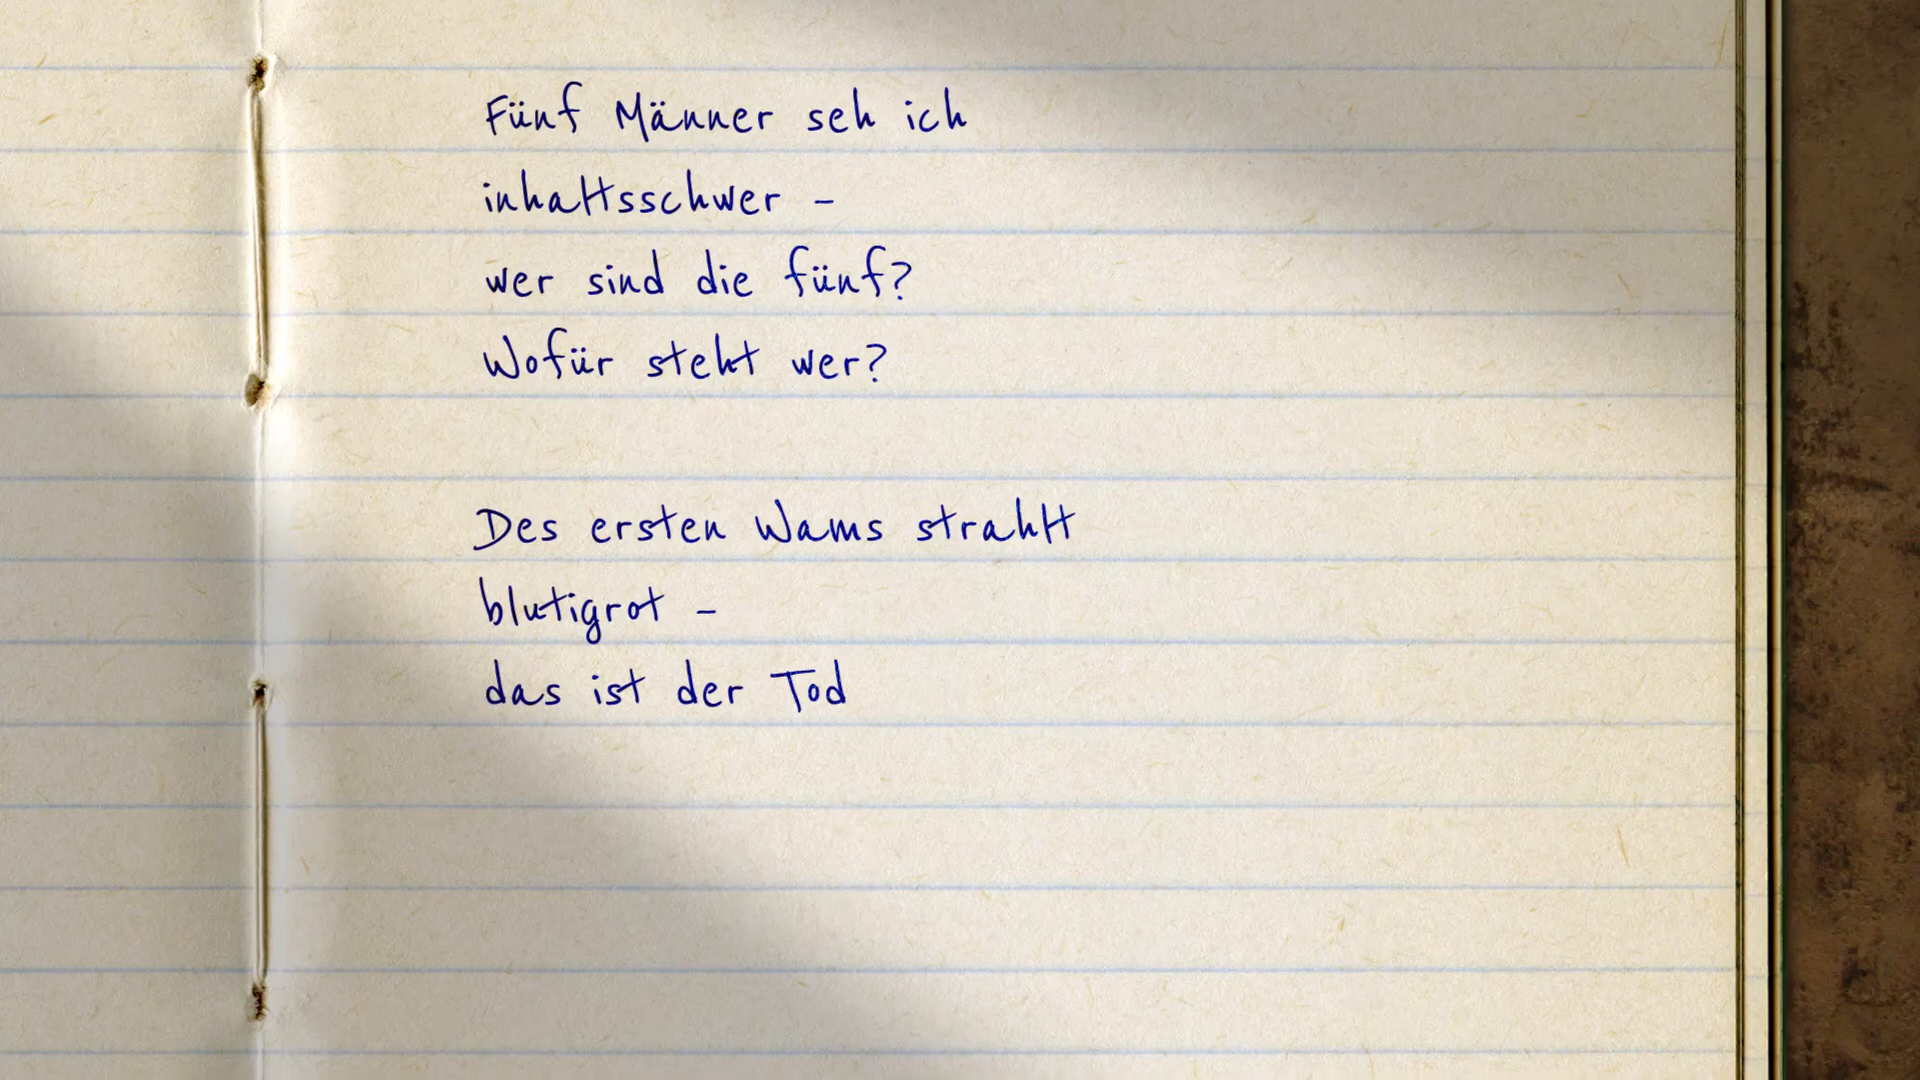 Fünf Männer seh ich
inhaltsschwer –
wer sind die fünf?
Wofür steht wer?
Des ersten Wams strahlt
blutigrot –
das ist der Tod